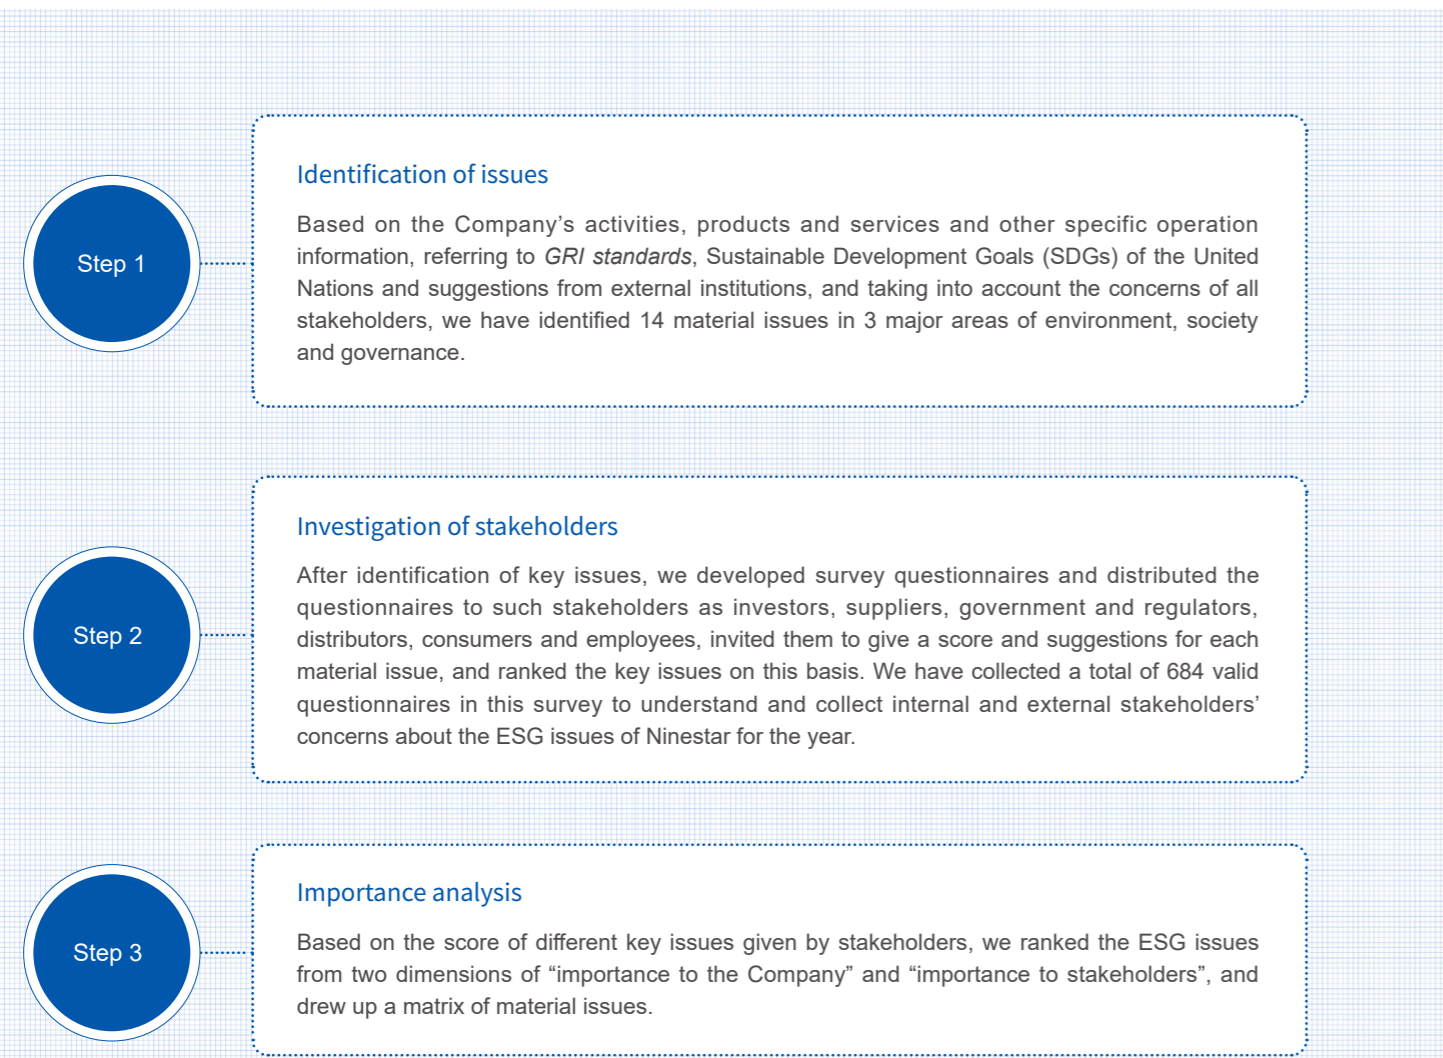 Identification of issues
Step 1
Based on the Company’s activities, products and services and other specific operation
information, referring to GRI standards, Sustainable Development Goals (SDGs) of the United
Nations and suggestions from external institutions, and taking into account the concerns of all
stakeholders, we have identified 14 material issues in 3 major areas of environment, society
and governance.
Investigation of stakeholders
Step 2
After identification of key issues, we developed survey questionnaires and distributed the
questionnaires to such stakeholders as investors, suppliers, government and regulators,
distributors, consumers and employees, invited them to give a score and suggestions for each
material issue, and ranked the key issues on this basis. We have collected a total of 684 valid
questionnaires in this survey to understand and collect internal and external stakeholders’
concerns about the ESG issues of Ninestar for the year.
Importance analysis
Step 3
Based on the score of different key issues given by stakeholders, we ranked the ESG issues
from two dimensions of “importance to the Company” and “importance to stakeholders”, and
drew up a matrix of material issues.